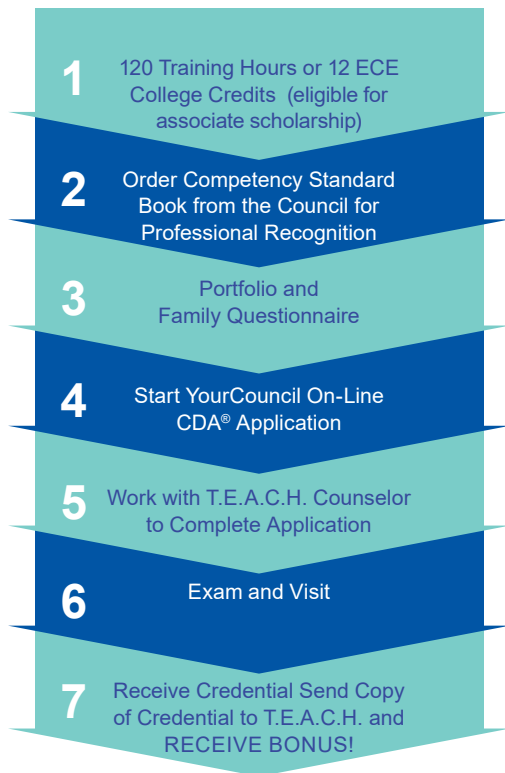 1
120 Training Hours or 12 ECE
College Credits (eligible for
associate scholarship)
2
Order Competency Standard
Book from the Council for
Professional Recognition
3
Portfolio and
Family Questionnaire
4
Start YourCouncil On-Line
CDA® Application
5
Work with T.E.A.C.H. Counselor
to Complete Application
6
Exam and Visit
7
Receive Credential Send Copy
of Credential to T.E.A.C.H. and
RECEIVE BONUS!